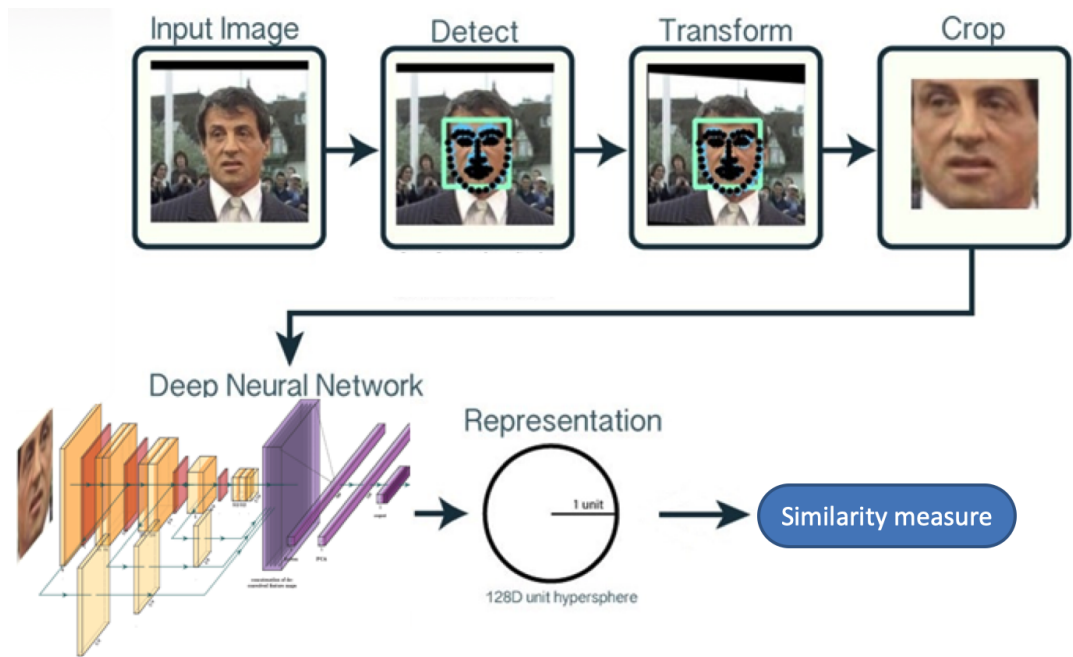 Input Image
Detect
Transform
Crop
Deep Neural Network
Representation
1 unit
Similarity measure
128D unit hypersphere